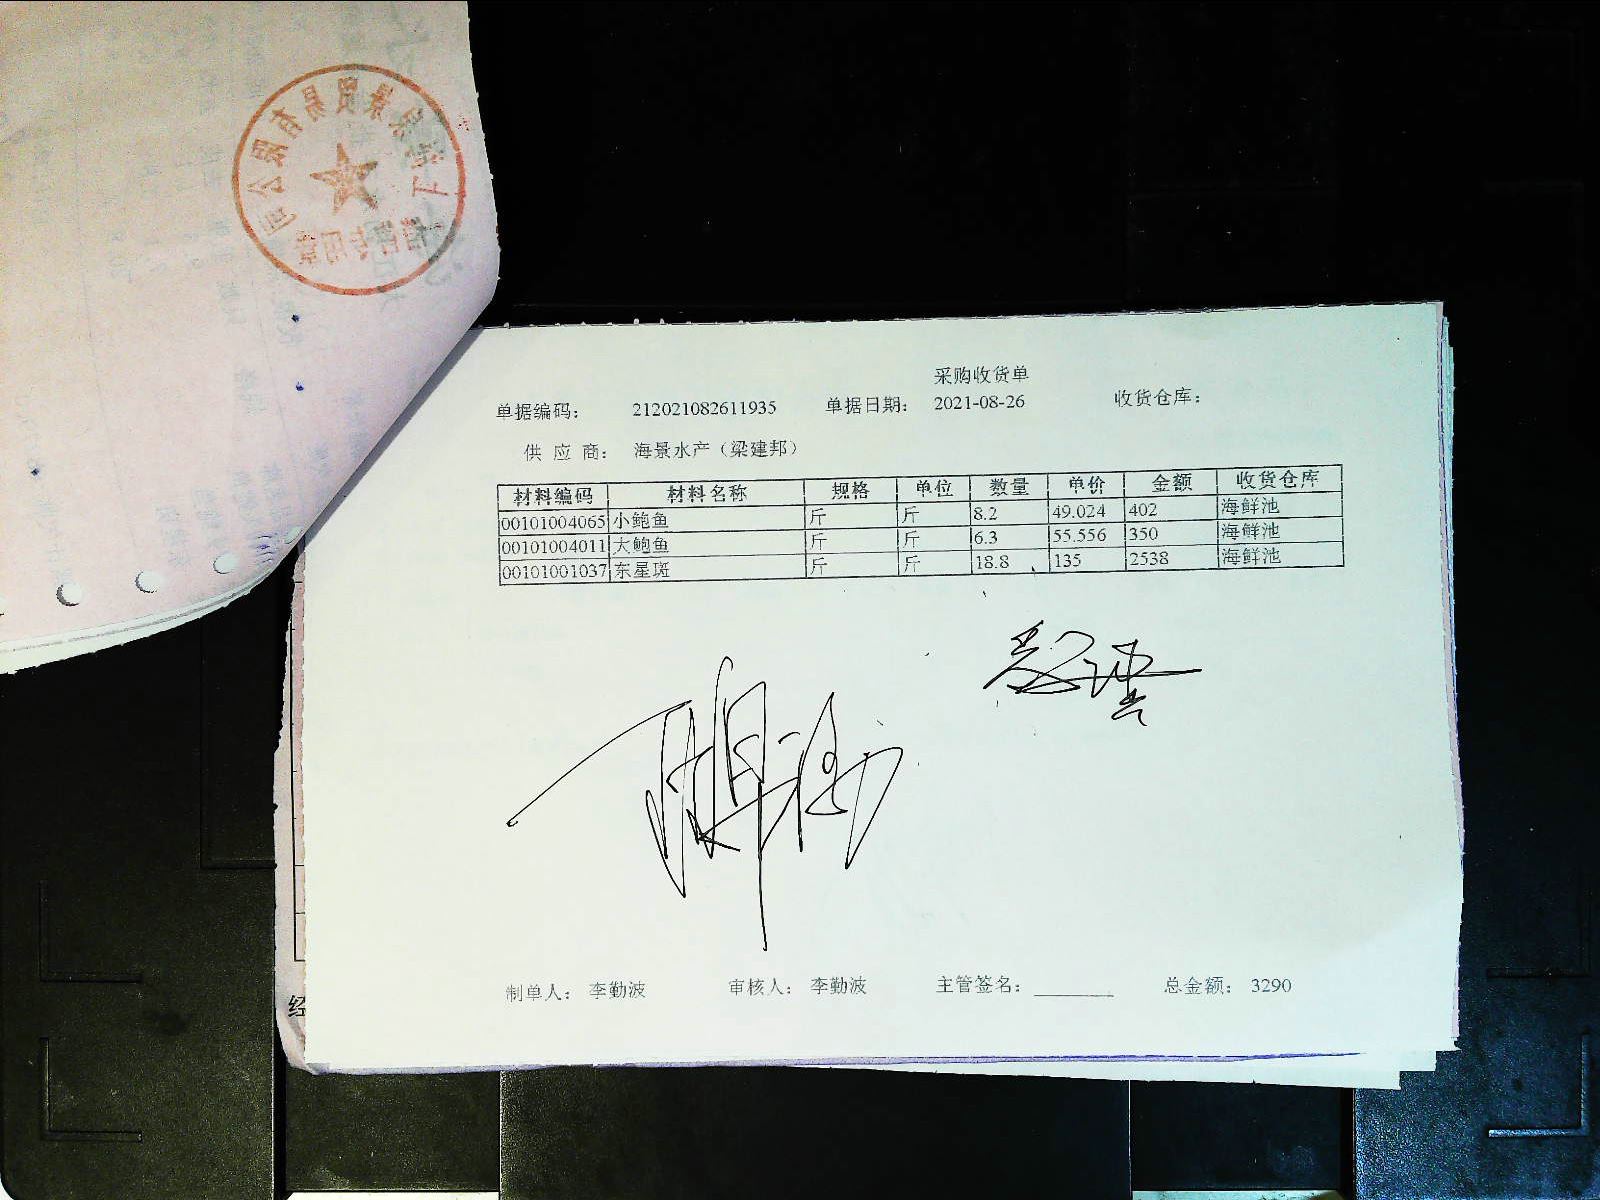 采购收货单
单据编码： 212021082611935 单据日期： 2021-08-26 收货仓库：
供 应 商： 海景水产（梁建邦）
材料编码 材料名称 规格 单位 数量 单价 金额 收货仓库
00101004065 小鲍鱼 斤 斤 8.2 49.024 402 海鲜池
00101004011 大鲍鱼 斤 斤 6.3 55.556 350 海鲜池
00101001037 东星斑 斤 斤 18.8 135 2538 海鲜池
制单人： 李勤波 审核人： 李勤波 主管签名： 总金额： 3290
经